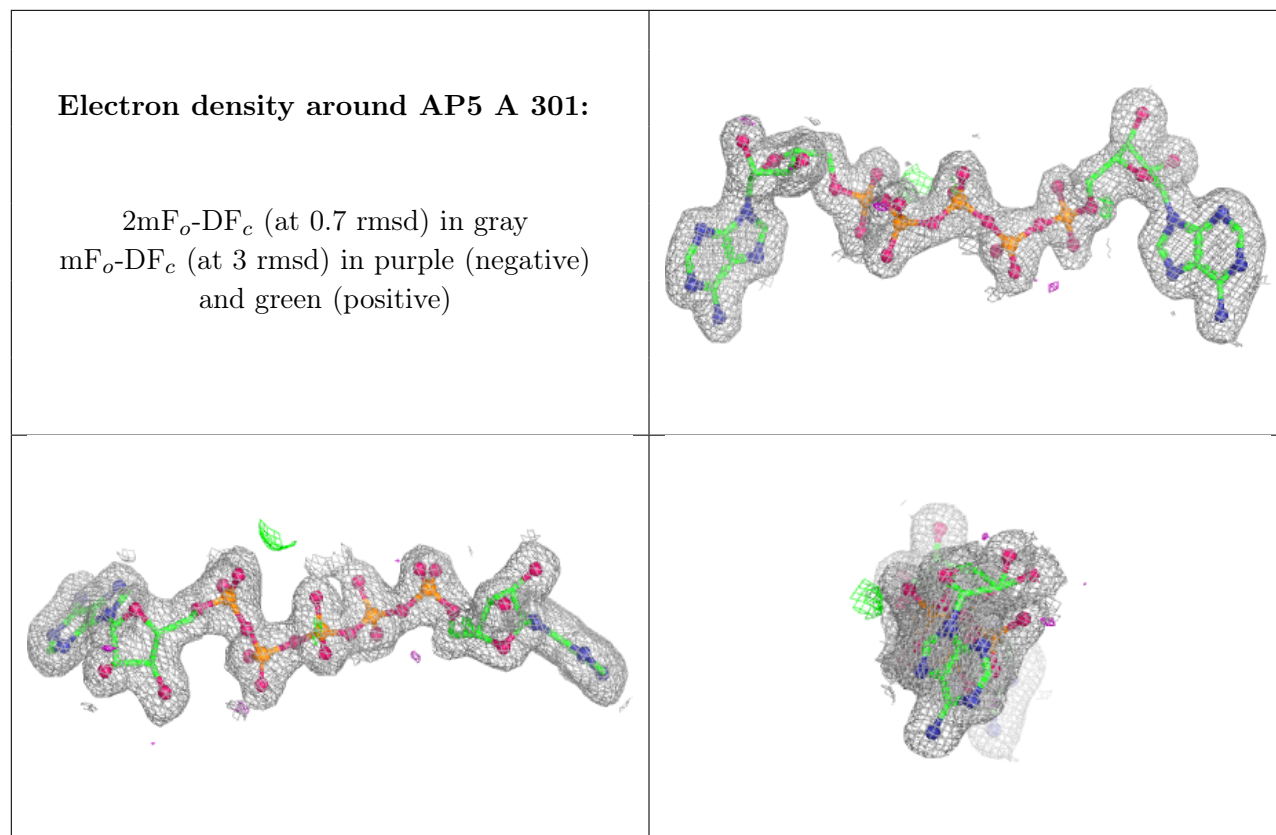 Electron density around AP5 A 301:
2mFₒ-DF𝒸 (at 0.7 rmsd) in gray
mFₒ-DF𝒸 (at 3 rmsd) in purple (negative)
and green (positive)